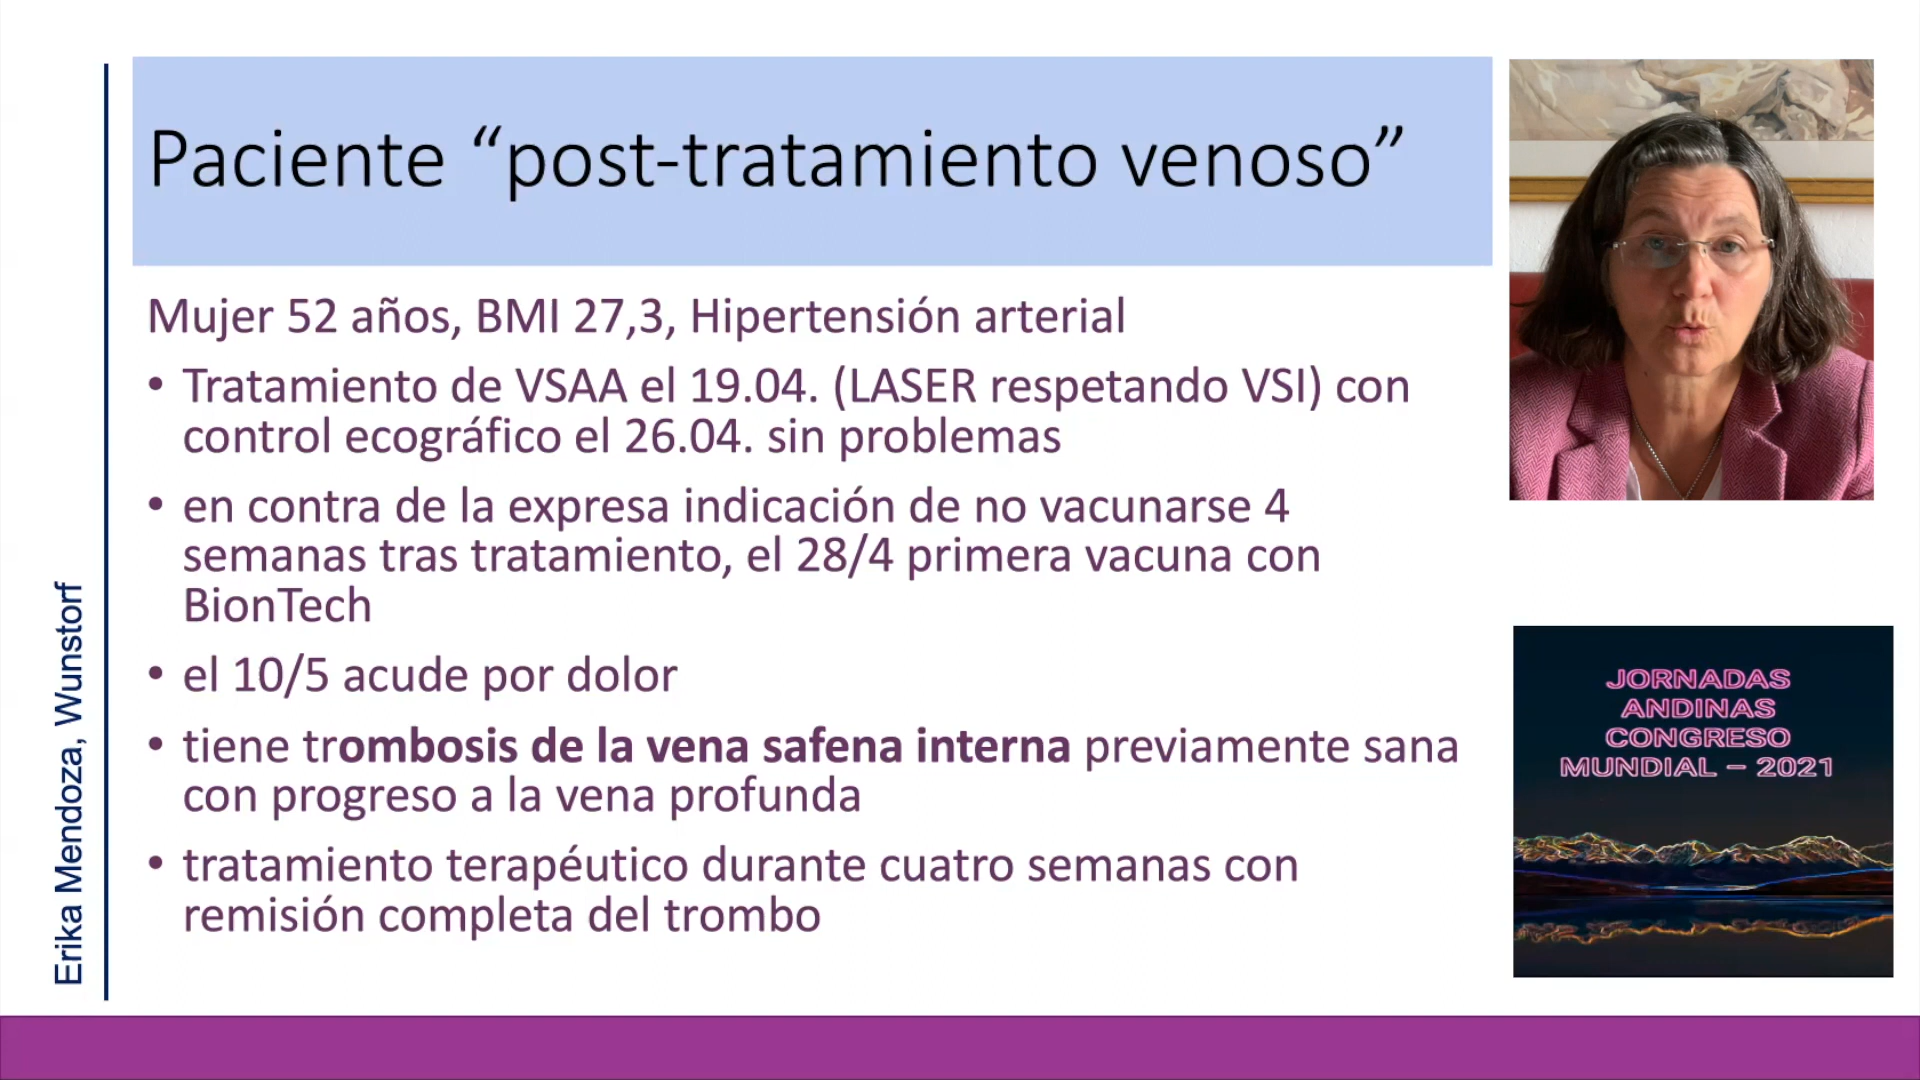 Paciente “post-tratamiento venoso”
Mujer 52 años, BMI 27,3, Hipertensión arterial
• Tratamiento de VSAA el 19.04. (LASER respetando VSI) con
control ecográfico el 26.04. sin problemas
• en contra de la expresa indicación de no vacunarse 4
semanas tras tratamiento, el 28/4 primera vacuna con
BionTech
• el 10/5 acude por dolor
• tiene trombosis de la vena safena interna previamente sana
con progreso a la vena profunda
• tratamiento terapéutico durante cuatro semanas con
remisión completa del trombo
Erika Mendoza, Wunstorf
JORNADAS
ANDINAS
CONGRESO
MUNDIAL – 2021